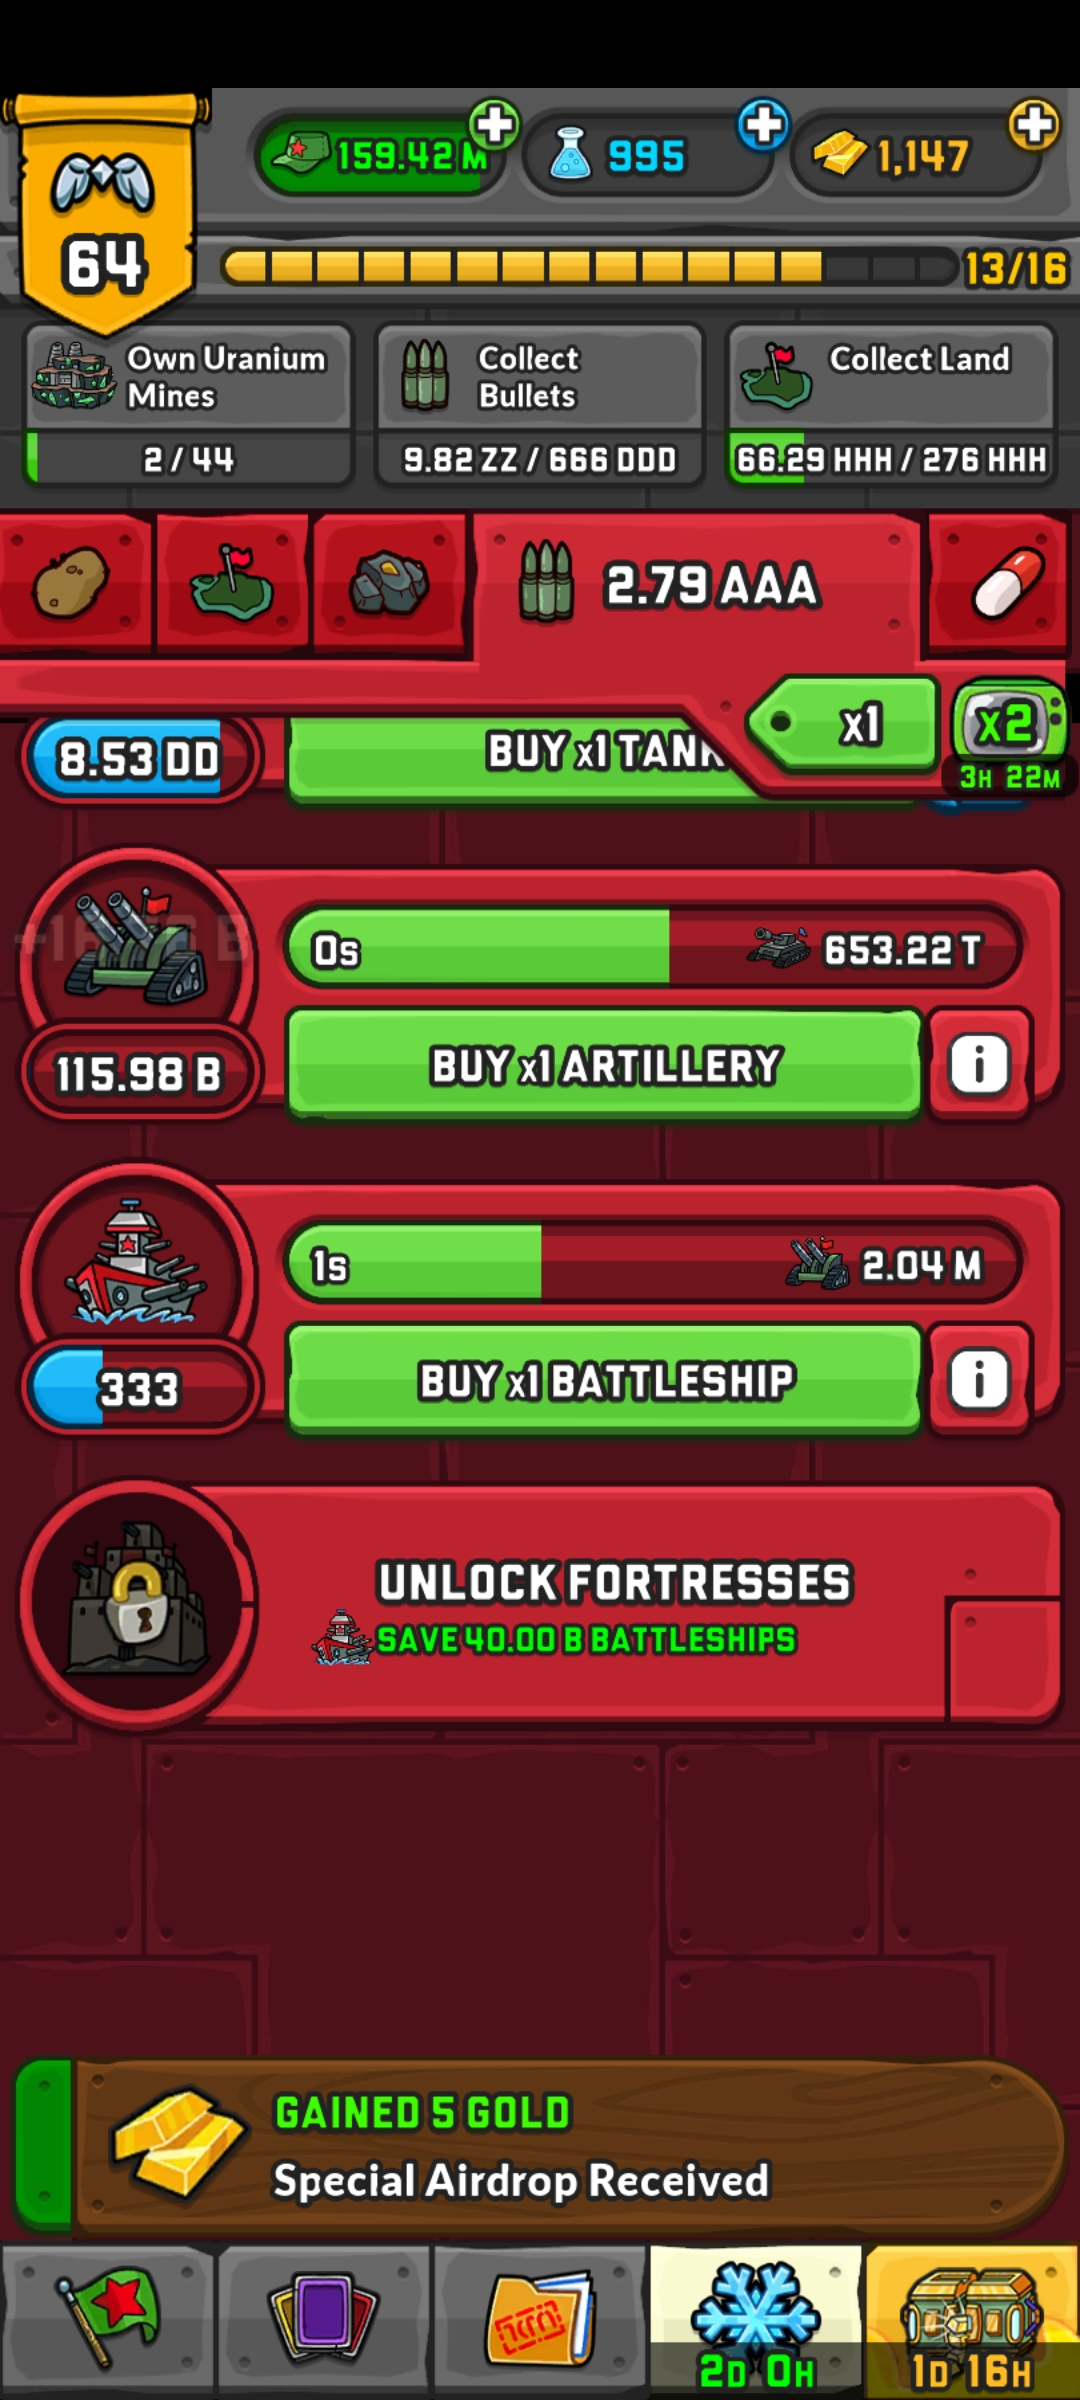 159.42 M
995
1,147
64
13/16
Own Uranium
Mines
2 / 44
Collect
Bullets
9.82 ZZ / 666 DDD
Collect Land
66.29 HHH / 276 HHH
2.79 AAA
x1
x2
3H 22M
8.53 DD
BUY x1 TANK
0s
653.22 T
115.98 B
BUY x1 ARTILLERY
i
1s
2.04 M
333
BUY x1 BATTLESHIP
i
UNLOCK FORTRESSES
SAVE 40.00 B BATTLESHIPS
GAINED 5 GOLD
Special Airdrop Received
2D 0H
1D 16H